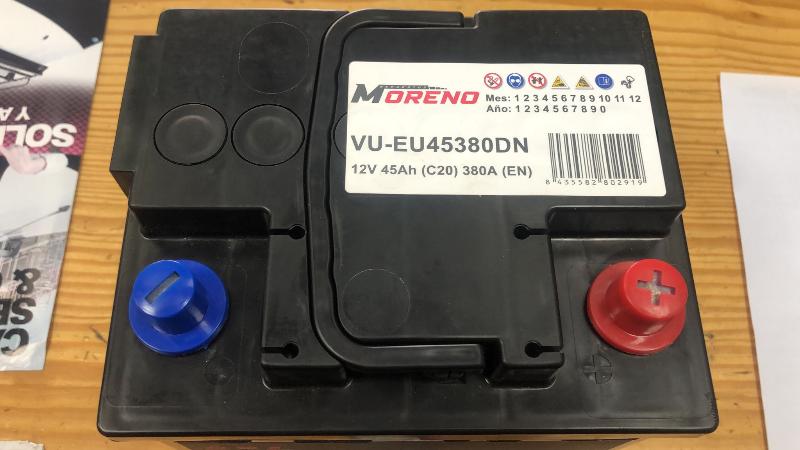 MORENO
Mes: 1 2 3 4 5 6 7 8 9 10 11 12
Año: 1 2 3 4 5 6 7 8 9 0
VU-EU45380DN
12V 45Ah (C20) 380A (EN)
8 435582 802919
SOLI
Y A
&